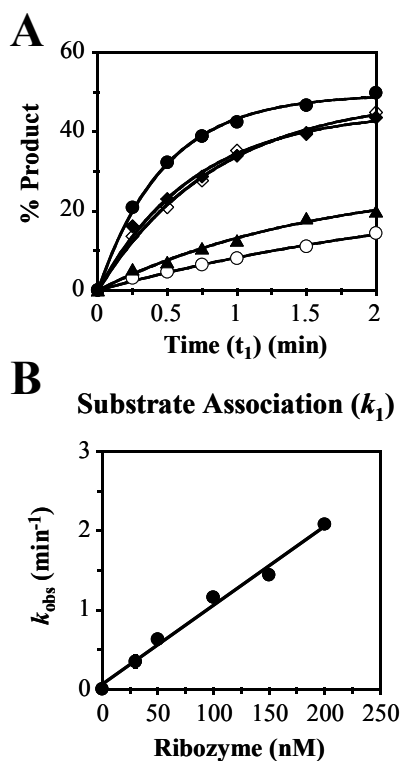 A
60
40
20
0
% Product
0 0.5 1 1.5 2
Time (t1) (min)
B
Substrate Association (k1)
3
2
1
0
kobs (min-1)
0 50 100 150 200 250
Ribozyme (nM)